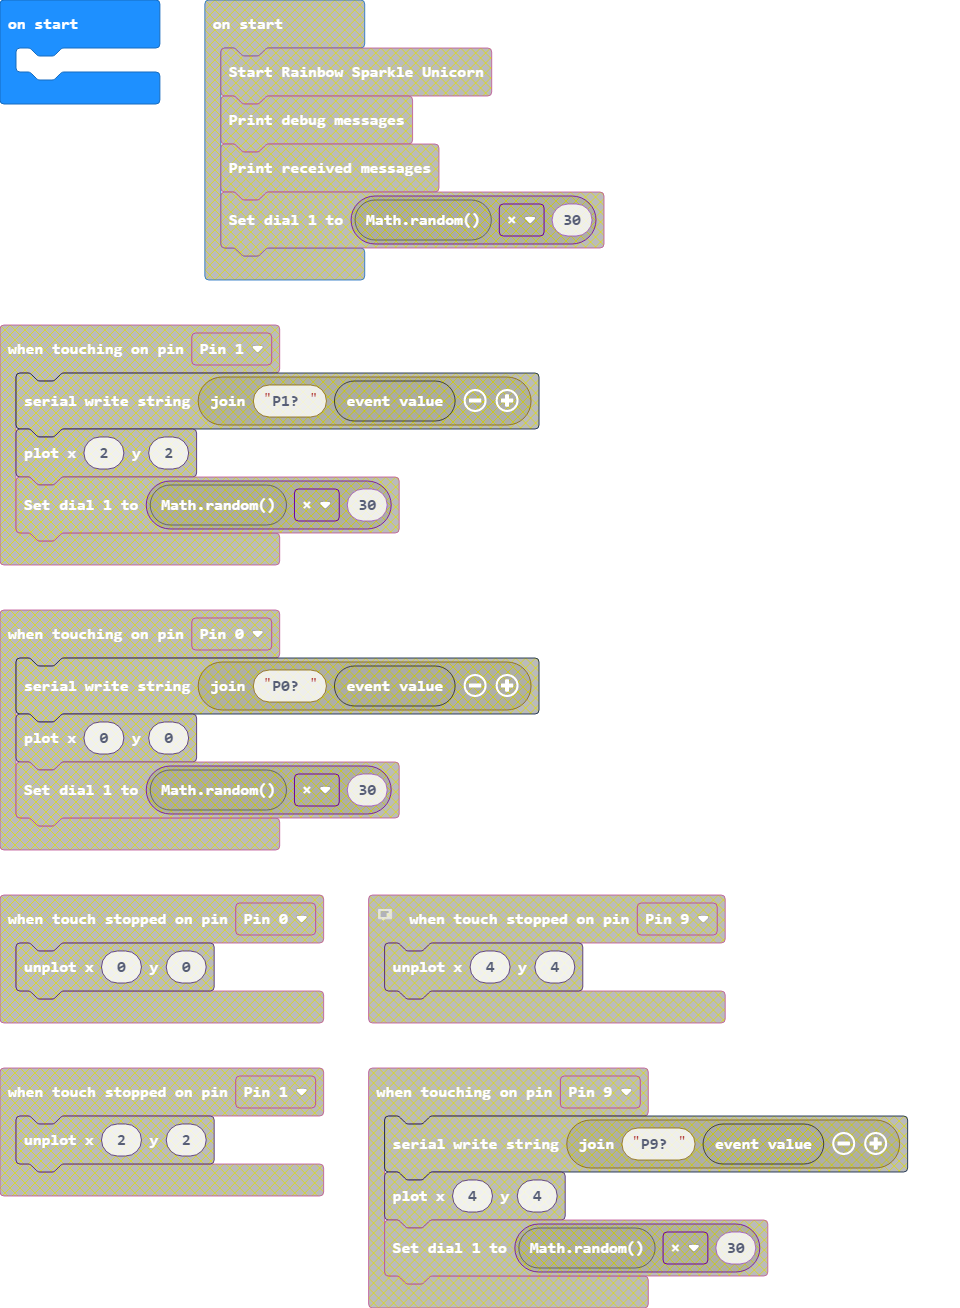 on start
on start
Start Rainbow Sparkle Unicorn
Print debug messages
Print received messages
Set dial 1 to Math.random() × 30
when touching on pin Pin 1
serial write string join "P1? " event value
plot x 2 y 2
Set dial 1 to Math.random() × 30
when touching on pin Pin 0
serial write string join "P0? " event value
plot x 0 y 0
Set dial 1 to Math.random() × 30
when touch stopped on pin Pin 0
unplot x 0 y 0
when touch stopped on pin Pin 9
unplot x 4 y 4
when touch stopped on pin Pin 1
unplot x 2 y 2
when touching on pin Pin 9
serial write string join "P9? " event value
plot x 4 y 4
Set dial 1 to Math.random() × 30